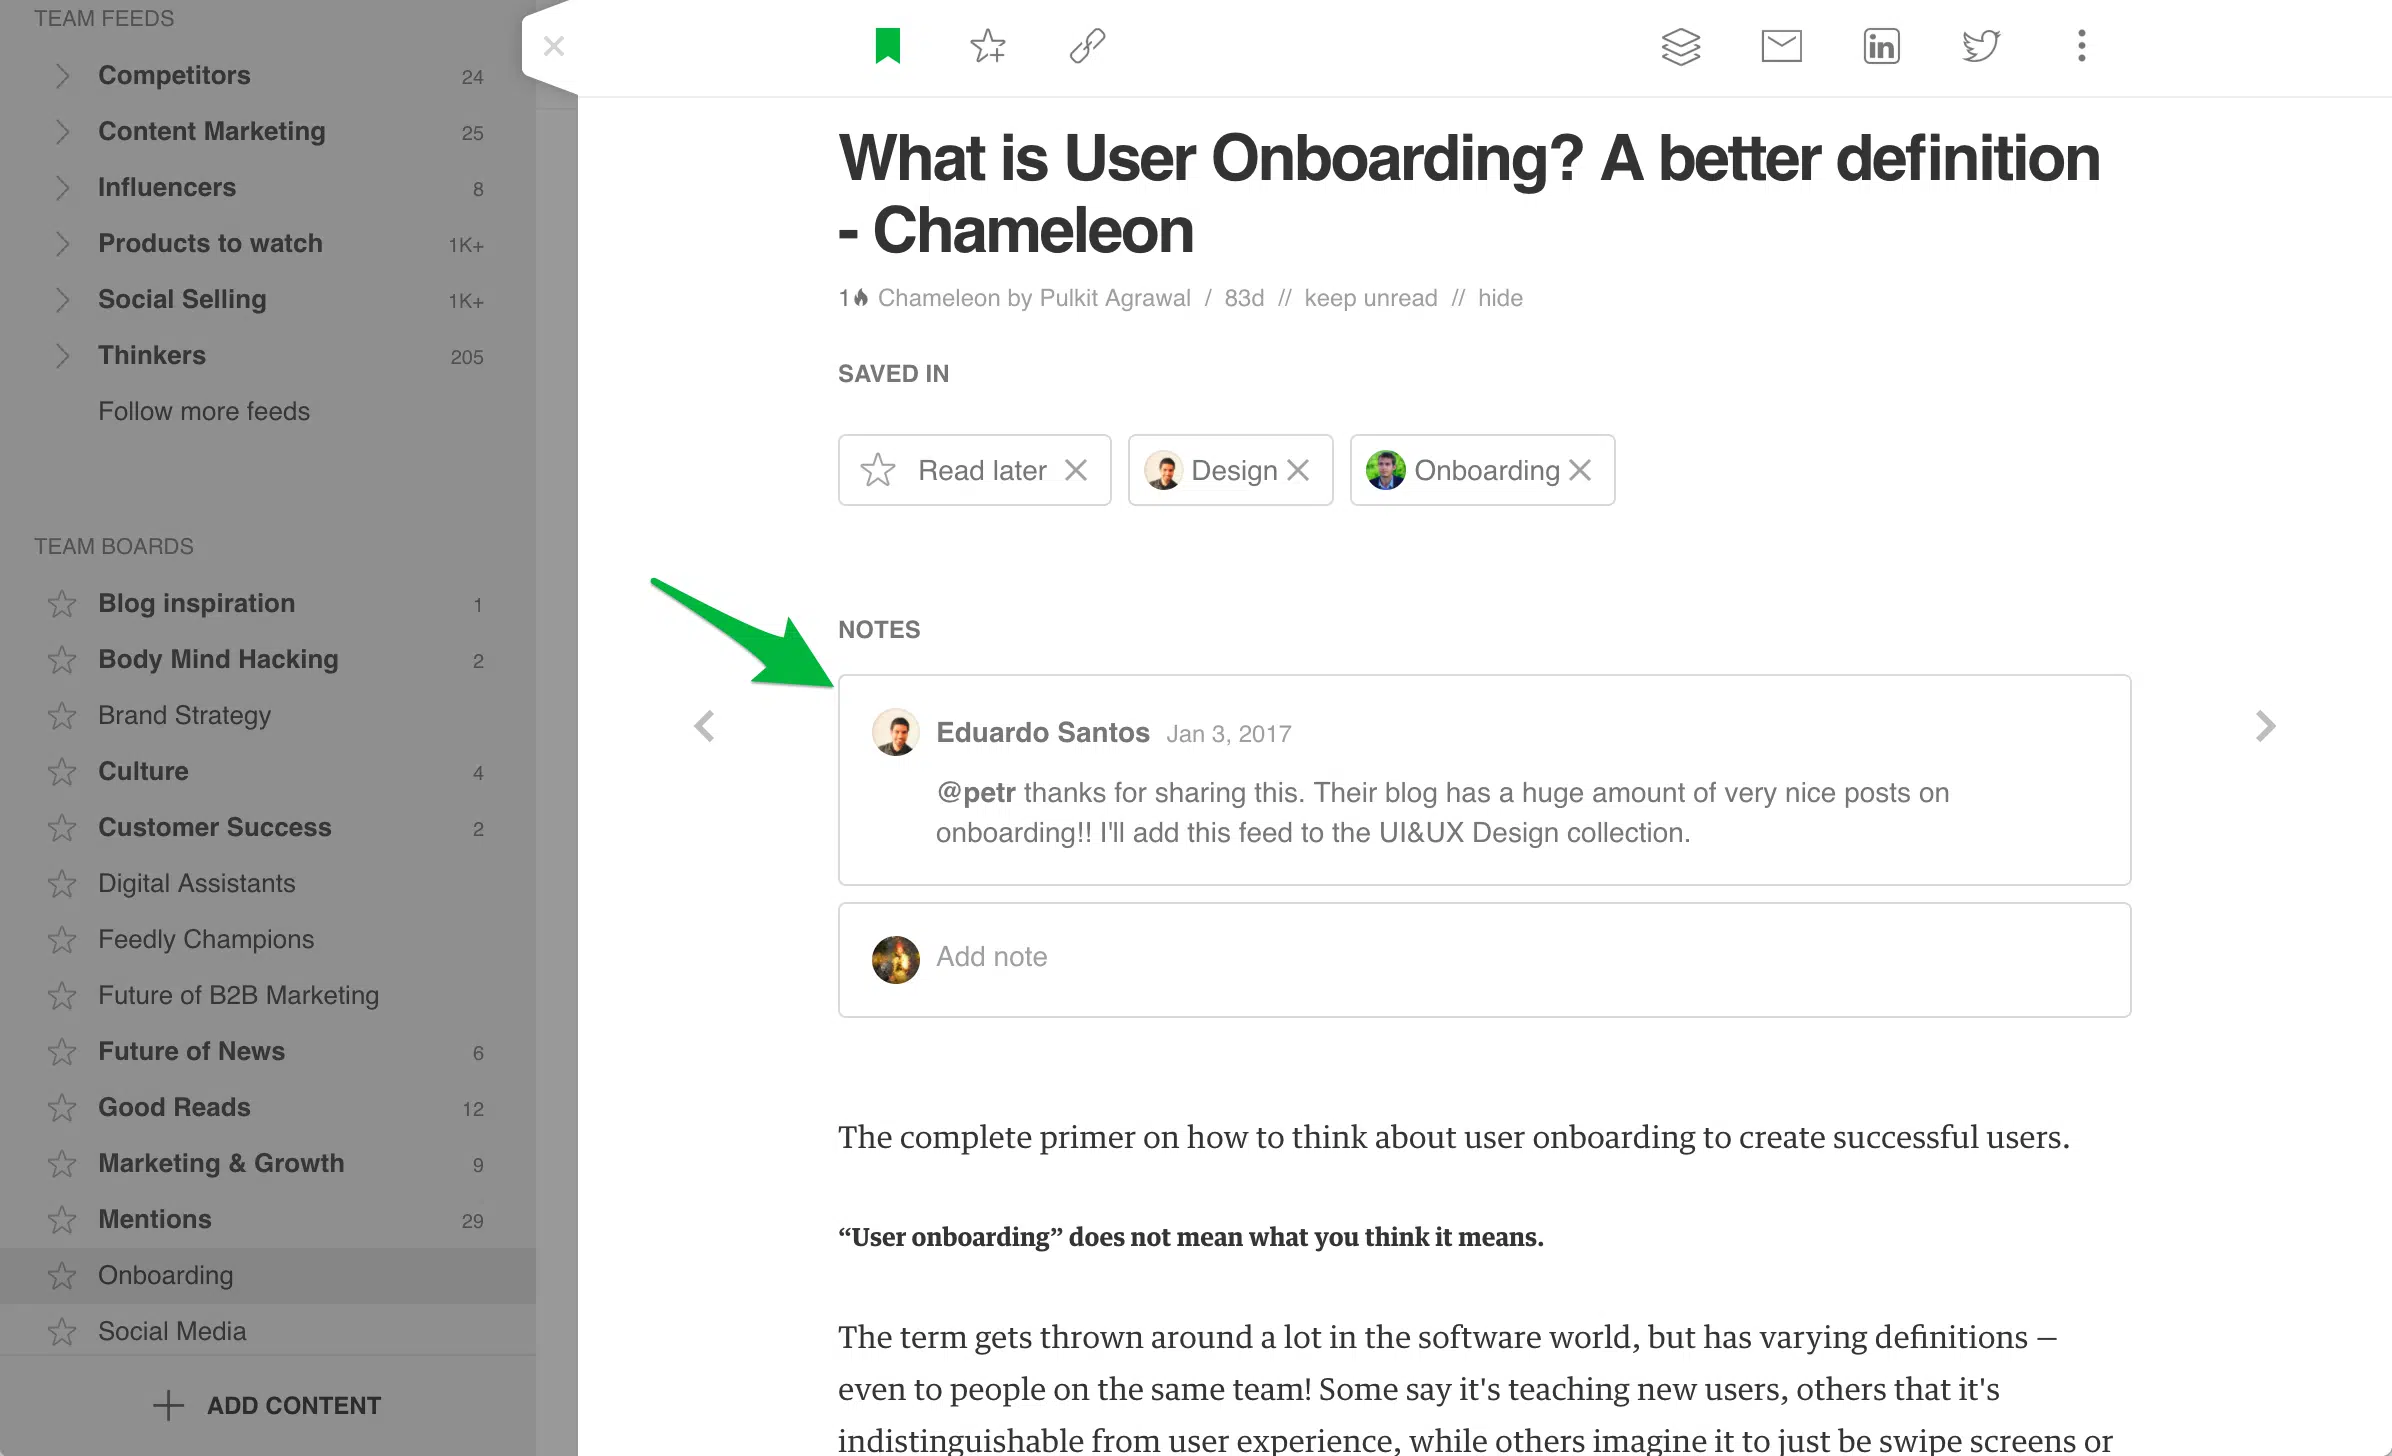 TEAM FEEDS
Competitors 24
Content Marketing 25
Influencers 8
Products to watch 1K+
Social Selling 1K+
Thinkers 205
Follow more feeds
TEAM BOARDS
Blog inspiration 1
Body Mind Hacking 2
Brand Strategy
Culture 4
Customer Success 2
Digital Assistants
Feedly Champions
Future of B2B Marketing
Future of News 6
Good Reads 12
Marketing & Growth 9
Mentions 29
Onboarding
Social Media
ADD CONTENT
in
What is User Onboarding? A better definition
- Chameleon
1 Chameleon by Pulkit Agrawal / 83d // keep unread // hide
SAVED IN
Read later Design Onboarding
NOTES
Eduardo Santos Jan 3, 2017
@petr thanks for sharing this. Their blog has a huge amount of very nice posts on
onboarding!! I'll add this feed to the UI&UX Design collection.
Add note
The complete primer on how to think about user onboarding to create successful users.
“User onboarding” does not mean what you think it means.
The term gets thrown around a lot in the software world, but has varying definitions —
even to people on the same team! Some say it's teaching new users, others that it's
indistinguishable from user experience, while others imagine it to just be swipe screens or